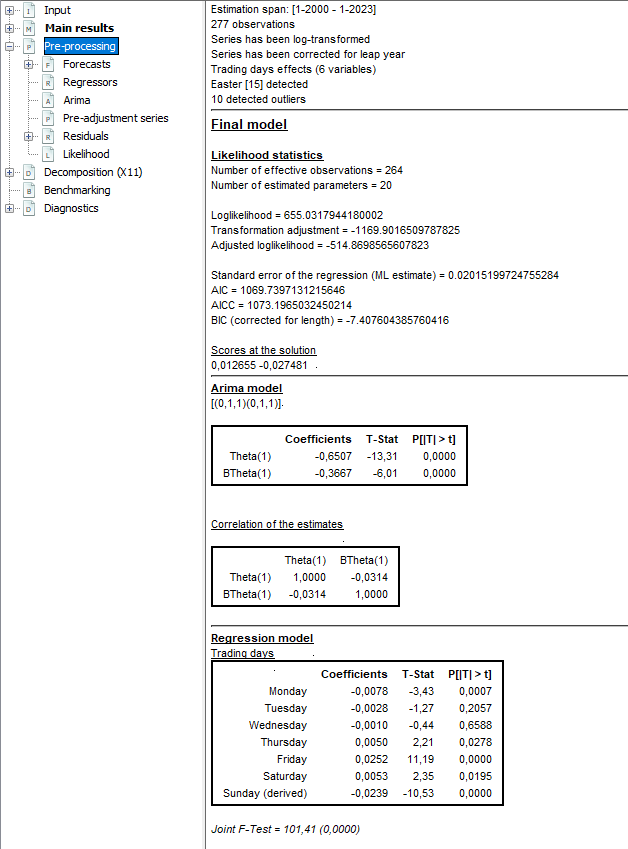 Input
Main results
Pre-processing
Forecasts
Regressors
Arima
Pre-adjustment series
Residuals
Likelihood
Decomposition (X11)
Benchmarking
Diagnostics
Estimation span: [1-2000 - 1-2023]
277 observations
Series has been log-transformed
Series has been corrected for leap year
Trading days effects (6 variables)
Easter [15] detected
10 detected outliers
Final model
Likelihood statistics
Number of effective observations = 264
Number of estimated parameters = 20
Loglikelihood = 655.0317944180002
Transformation adjustment = -1169.9016509787825
Adjusted loglikelihood = -514.8698565607823
Standard error of the regression (ML estimate) = 0.02015199724755284
AIC = 1069.7397131215646
AICC = 1073.1965032450214
BIC (corrected for length) = -7.407604385760416
Scores at the solution
0,012655 -0,027481
Arima model
[(0,1,1)(0,1,1)]
Coefficients T-Stat P[|T| > t]
Theta(1) -0,6507 -13,31 0,0000
BTheta(1) -0,3667 -6,01 0,0000
Correlation of the estimates
Theta(1) BTheta(1)
Theta(1) 1,0000 -0,0314
BTheta(1) -0,0314 1,0000
Regression model
Trading days
Coefficients T-Stat P[|T| > t]
Monday -0,0078 -3,43 0,0007
Tuesday -0,0028 -1,27 0,2057
Wednesday -0,0010 -0,44 0,6588
Thursday 0,0050 2,21 0,0278
Friday 0,0252 11,19 0,0000
Saturday 0,0053 2,35 0,0195
Sunday (derived) -0,0239 -10,53 0,0000
Joint F-Test = 101,41 (0,0000)